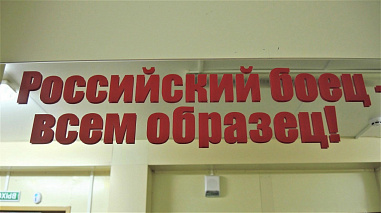 Российский боец -
всем образец!